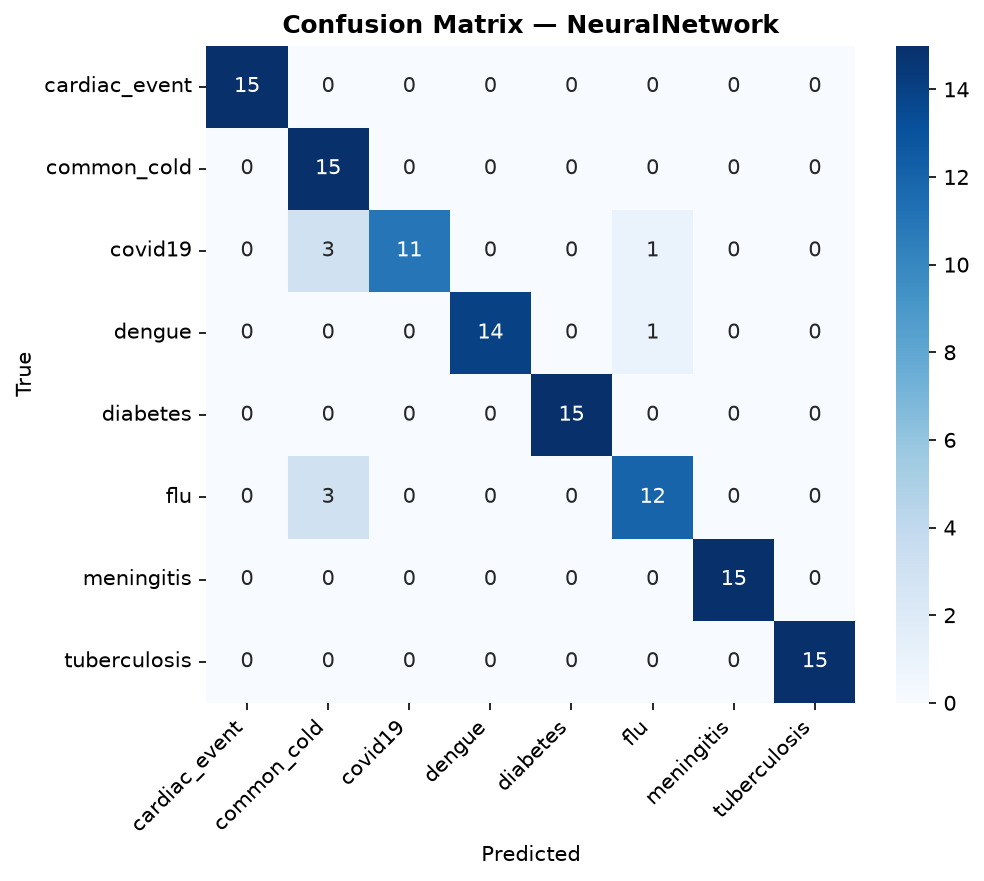 Confusion Matrix — NeuralNetwork
cardiac_event 15 0 0 0 0 0 0 0
common_cold 0 15 0 0 0 0 0 0
covid19 0 3 11 0 0 1 0 0
dengue 0 0 0 14 0 1 0 0
diabetes 0 0 0 0 15 0 0 0
flu 0 3 0 0 0 12 0 0
meningitis 0 0 0 0 0 0 15 0
tuberculosis 0 0 0 0 0 0 0 15
True
cardiac_event common_cold covid19 dengue diabetes flu meningitis tuberculosis
Predicted
14
12
10
8
6
4
2
0